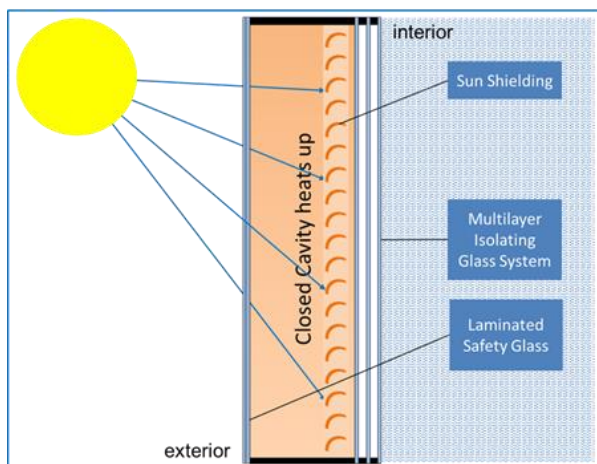 interior
Sun Shielding
Closed Cavity heats up
Multilayer
Isolating
Glass System
Laminated
Safety Glass
exterior